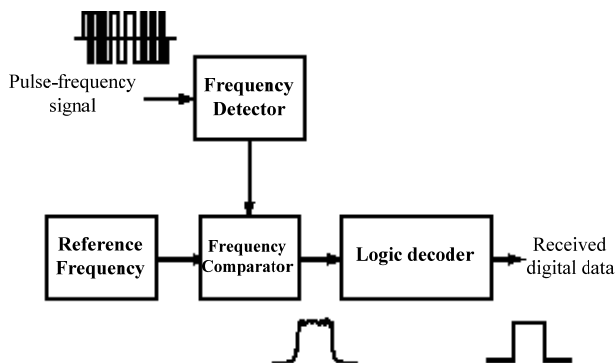 Pulse-frequency
signal
Frequency
Detector
Reference
Frequency
Frequency
Comparator
Logic decoder
Received
digital data